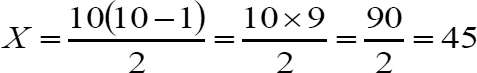 X = 10(10−1)/2 = 10×9/2 = 90/2 = 45